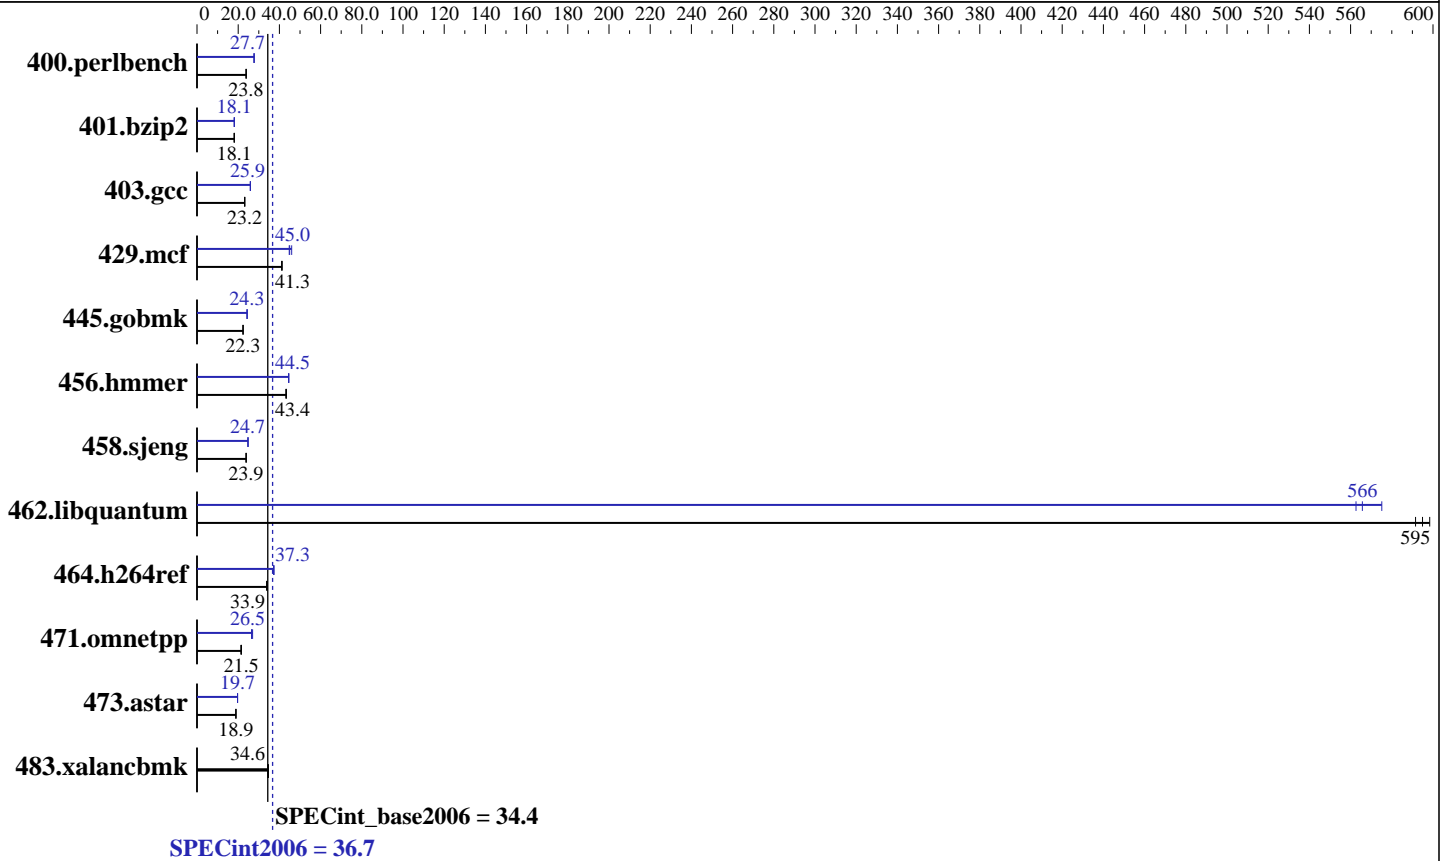 0 20.0 40.0 60.0 80.0 100 120 140 160 180 200 220 240 260 280 300 320 340 360 380 400 420 440 460 480 500 520 540 560 600
27.7
400.perlbench
23.8
18.1
401.bzip2
18.1
25.9
403.gcc
23.2
45.0
429.mcf
41.3
24.3
445.gobmk
22.3
44.5
456.hmmer
43.4
24.7
458.sjeng
23.9
566
462.libquantum
595
37.3
464.h264ref
33.9
26.5
471.omnetpp
21.5
19.7
473.astar
18.9
34.6
483.xalancbmk
SPECint_base2006 = 34.4
SPECint2006 = 36.7